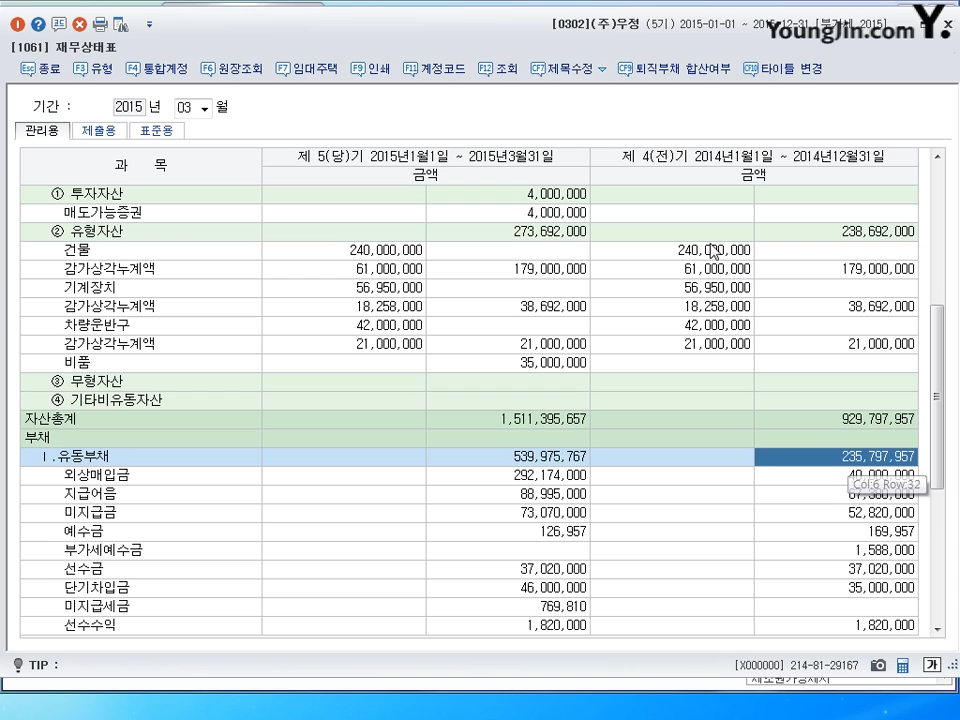 [0302](주)우정 (5기) 2015-01-01 ~ 2015-12-31 [부가세 2015]
YoungJin.com Y.
[1061] 재무상태표
Esc 종료 F3 유형 F4 통합계정 F6 원장조회 F7 임대주택 F9 인쇄 F11 계정코드 F12 조회 CF7 제목수정 CF9 퇴직부채 합산여부 CF10 타이틀 변경
기간 : 2015 년 03 월
관리용 제출용 표준용
과 목 제 5(당)기 2015년1월1일 ~ 2015년3월31일 제 4(전)기 2014년1월1일 ~ 2014년12월31일
금액 금액
① 투자자산 4,000,000
매도가능증권 4,000,000
② 유형자산 273,692,000 238,692,000
건물 240,000,000 240,000,000
감가상각누계액 61,000,000 179,000,000 61,000,000 179,000,000
기계장치 56,950,000 56,950,000
감가상각누계액 18,258,000 38,692,000 18,258,000 38,692,000
차량운반구 42,000,000 42,000,000
감가상각누계액 21,000,000 21,000,000 21,000,000 21,000,000
비품 35,000,000
③ 무형자산
④ 기타비유동자산
자산총계 1,511,395,657 929,797,957
부채
Ⅰ.유동부채 539,975,767 235,797,957
외상매입금 292,174,000
Col:6 Row:32
지급어음 88,995,000
미지급금 73,070,000 52,820,000
예수금 126,957 169,957
부가세예수금 1,588,000
선수금 37,020,000 37,020,000
단기차입금 46,000,000 35,000,000
미지급세금 769,810
선수수익 1,820,000 1,820,000
TIP : [X000000] 214-81-29167 가